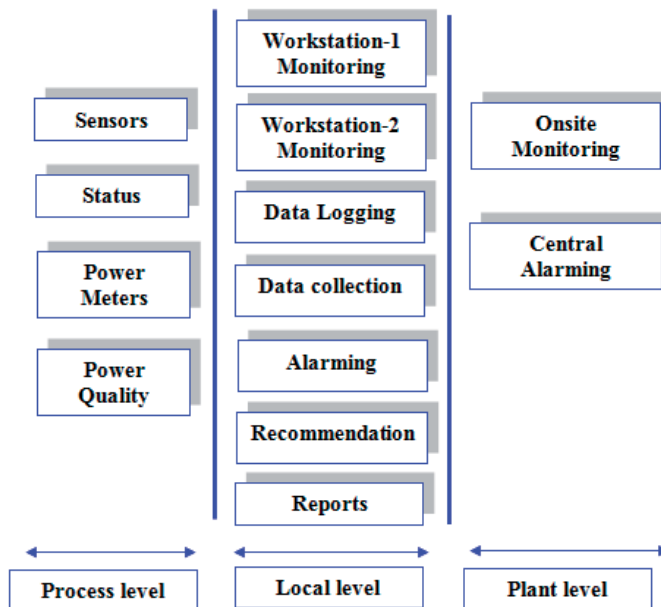 Sensors
Status
Power
Meters
Power
Quality
Workstation-1
Monitoring
Workstation-2
Monitoring
Data Logging
Data collection
Alarming
Recommendation
Reports
Onsite
Monitoring
Central
Alarming
Process level
Local level
Plant level